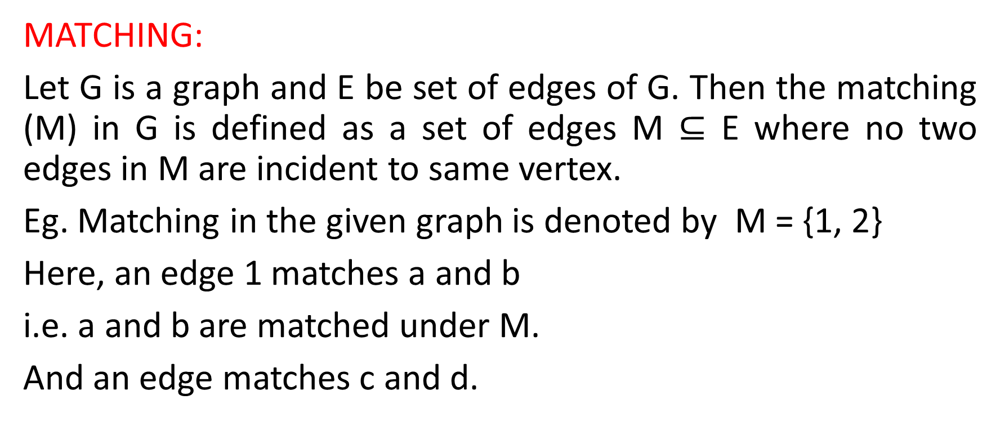 MATCHING:
Let G is a graph and E be set of edges of G. Then the matching
(M) in G is defined as a set of edges M ⊆ E where no two
edges in M are incident to same vertex.
Eg. Matching in the given graph is denoted by  M = {1, 2}
Here, an edge 1 matches a and b
i.e. a and b are matched under M.
And an edge matches c and d.